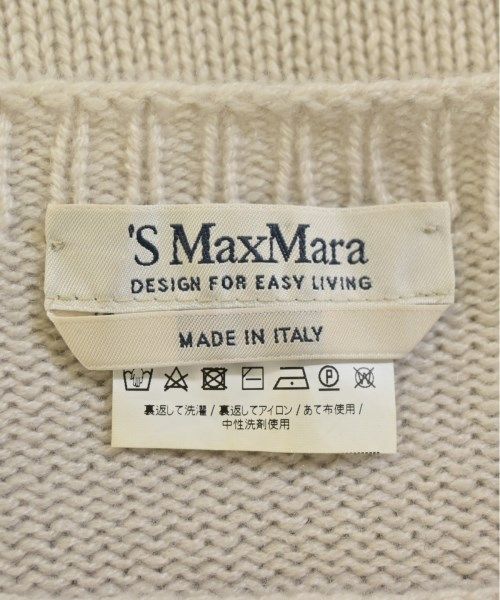 'S MaxMara
DESIGN FOR EASY LIVING
MADE IN ITALY
裏返して洗濯 / 裏返してアイロン / あて布使用 /
中性洗剤使用